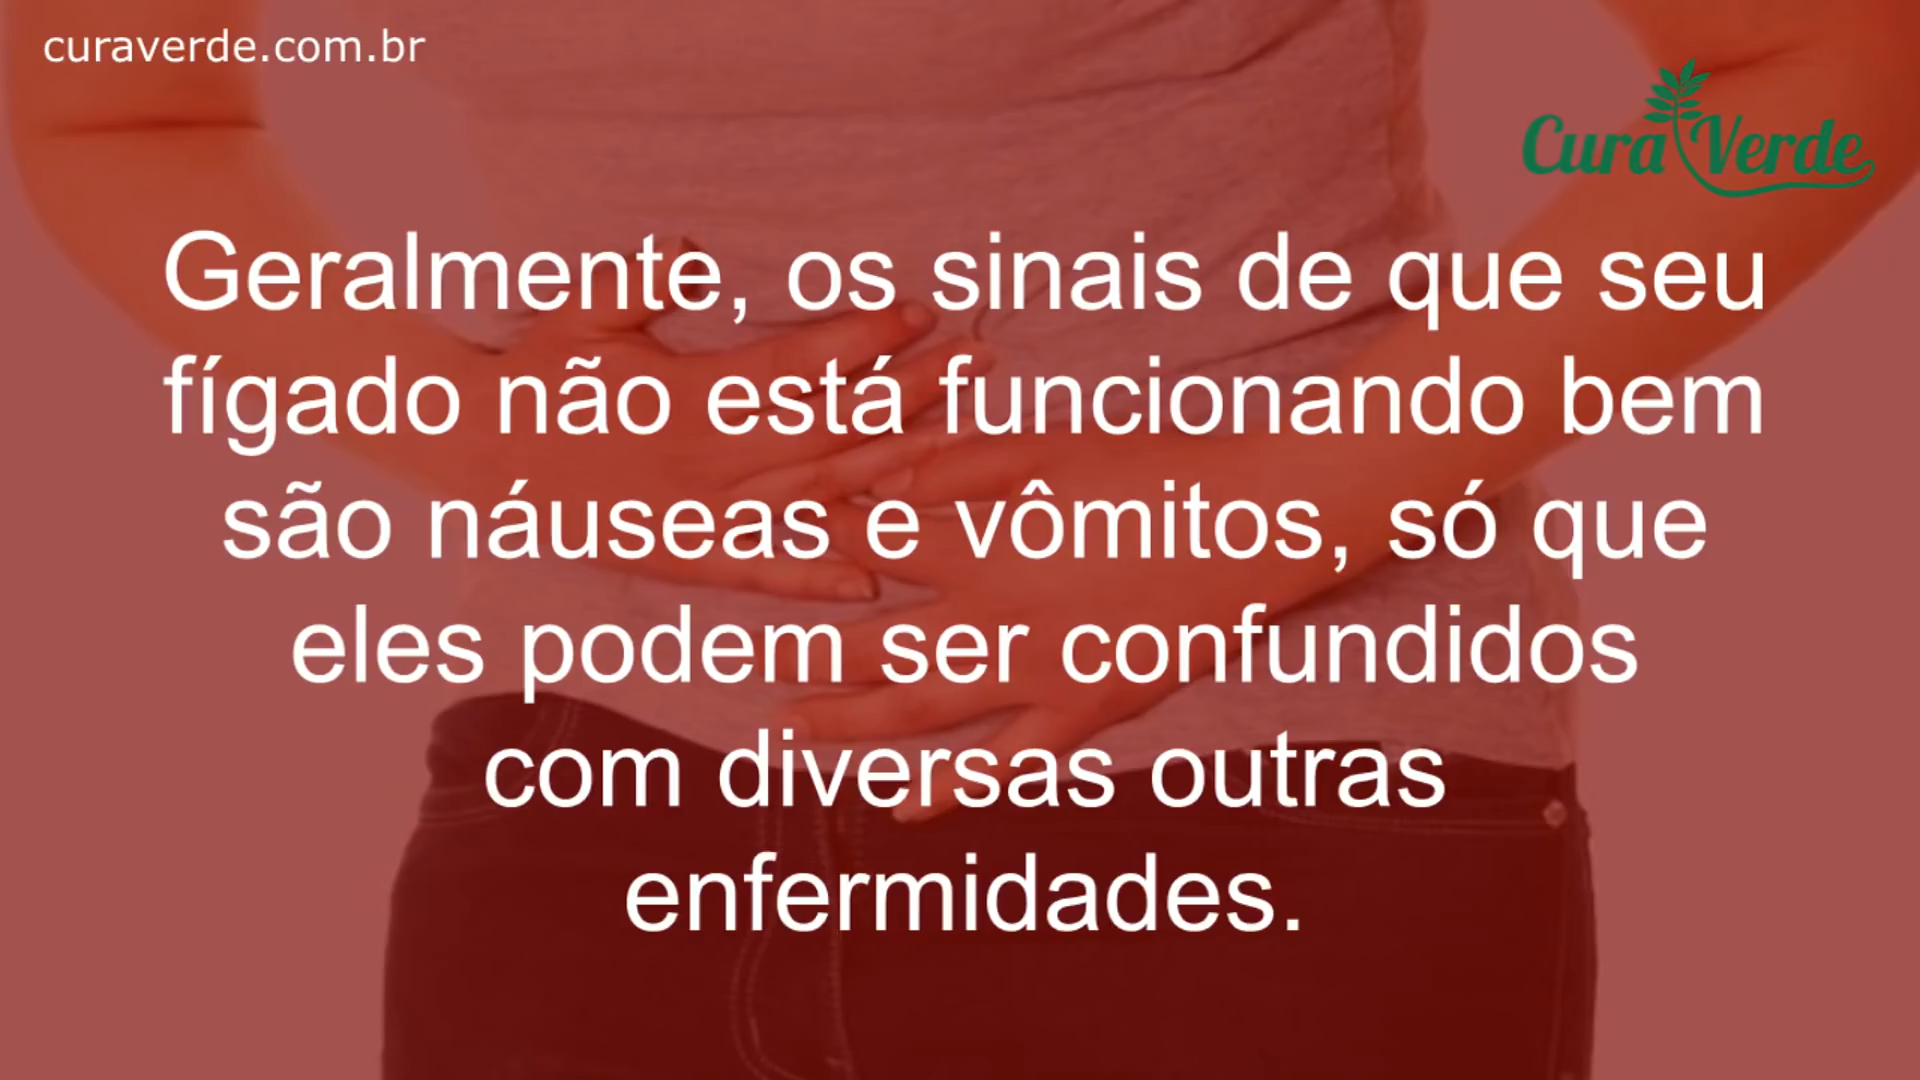 curaverde.com.br
Cura Verde
Geralmente, os sinais de que seu
fígado não está funcionando bem
são náuseas e vômitos, só que
eles podem ser confundidos
com diversas outras
enfermidades.